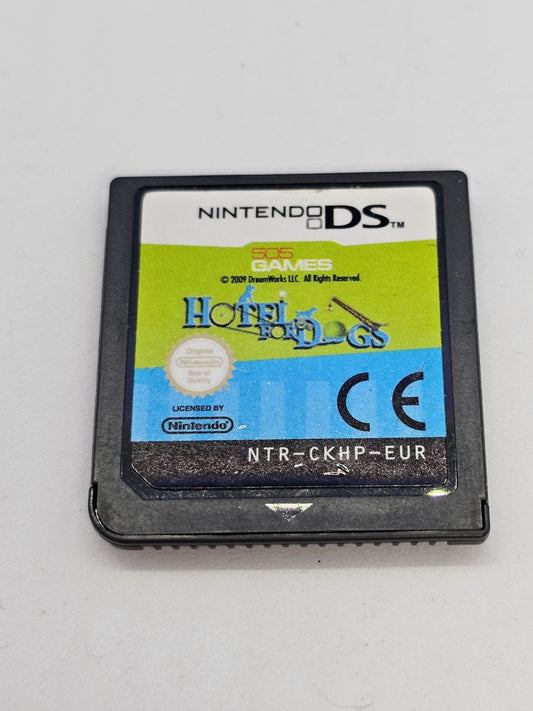 NINTENDO DS™
505
GAMES
© 2009 DreamWorks LLC. All Rights Reserved.
HOTEL
FOR DOGS
Original
Nintendo
Seal of
Quality
LICENSED BY
Nintendo®
CE
NTR-CKHP-EUR